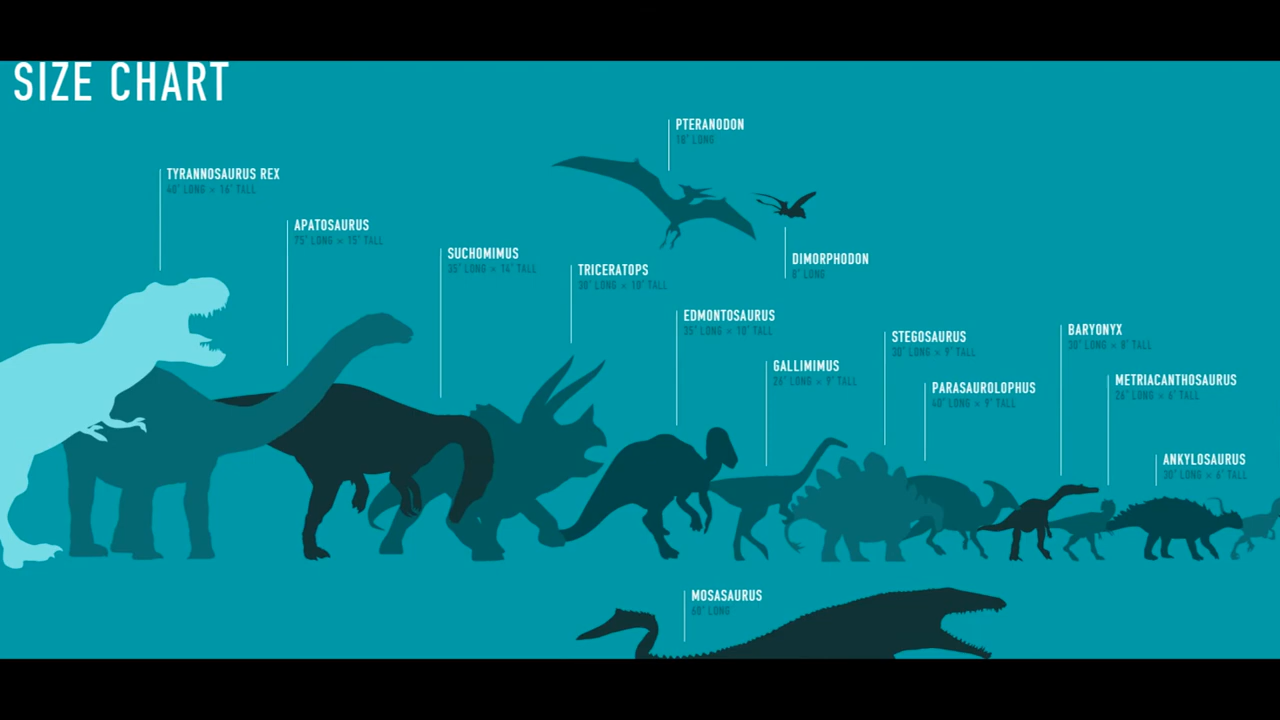 SIZE CHART
PTERANODON
18' LONG
TYRANNOSAURUS REX
40' LONG × 16' TALL
APATOSAURUS
75' LONG × 15' TALL
SUCHOMIMUS
35' LONG × 14' TALL
DIMORPHODON
TRICERATOPS
30' LONG × 10' TALL
EDMONTOSAURUS
35' LONG × 10' TALL
GALLIMIMUS
26' LONG × 9' TALL
STEGOSAURUS
30' LONG × 9' TALL
PARASAUROLOPHUS
40' LONG × 9' TALL
BARYONYX
30' LONG × 8' TALL
METRIACANTHOSAURUS
26' LONG × 6' TALL
ANKYLOSAURUS
30' LONG × 6' TALL
MOSASAURUS
60' LONG